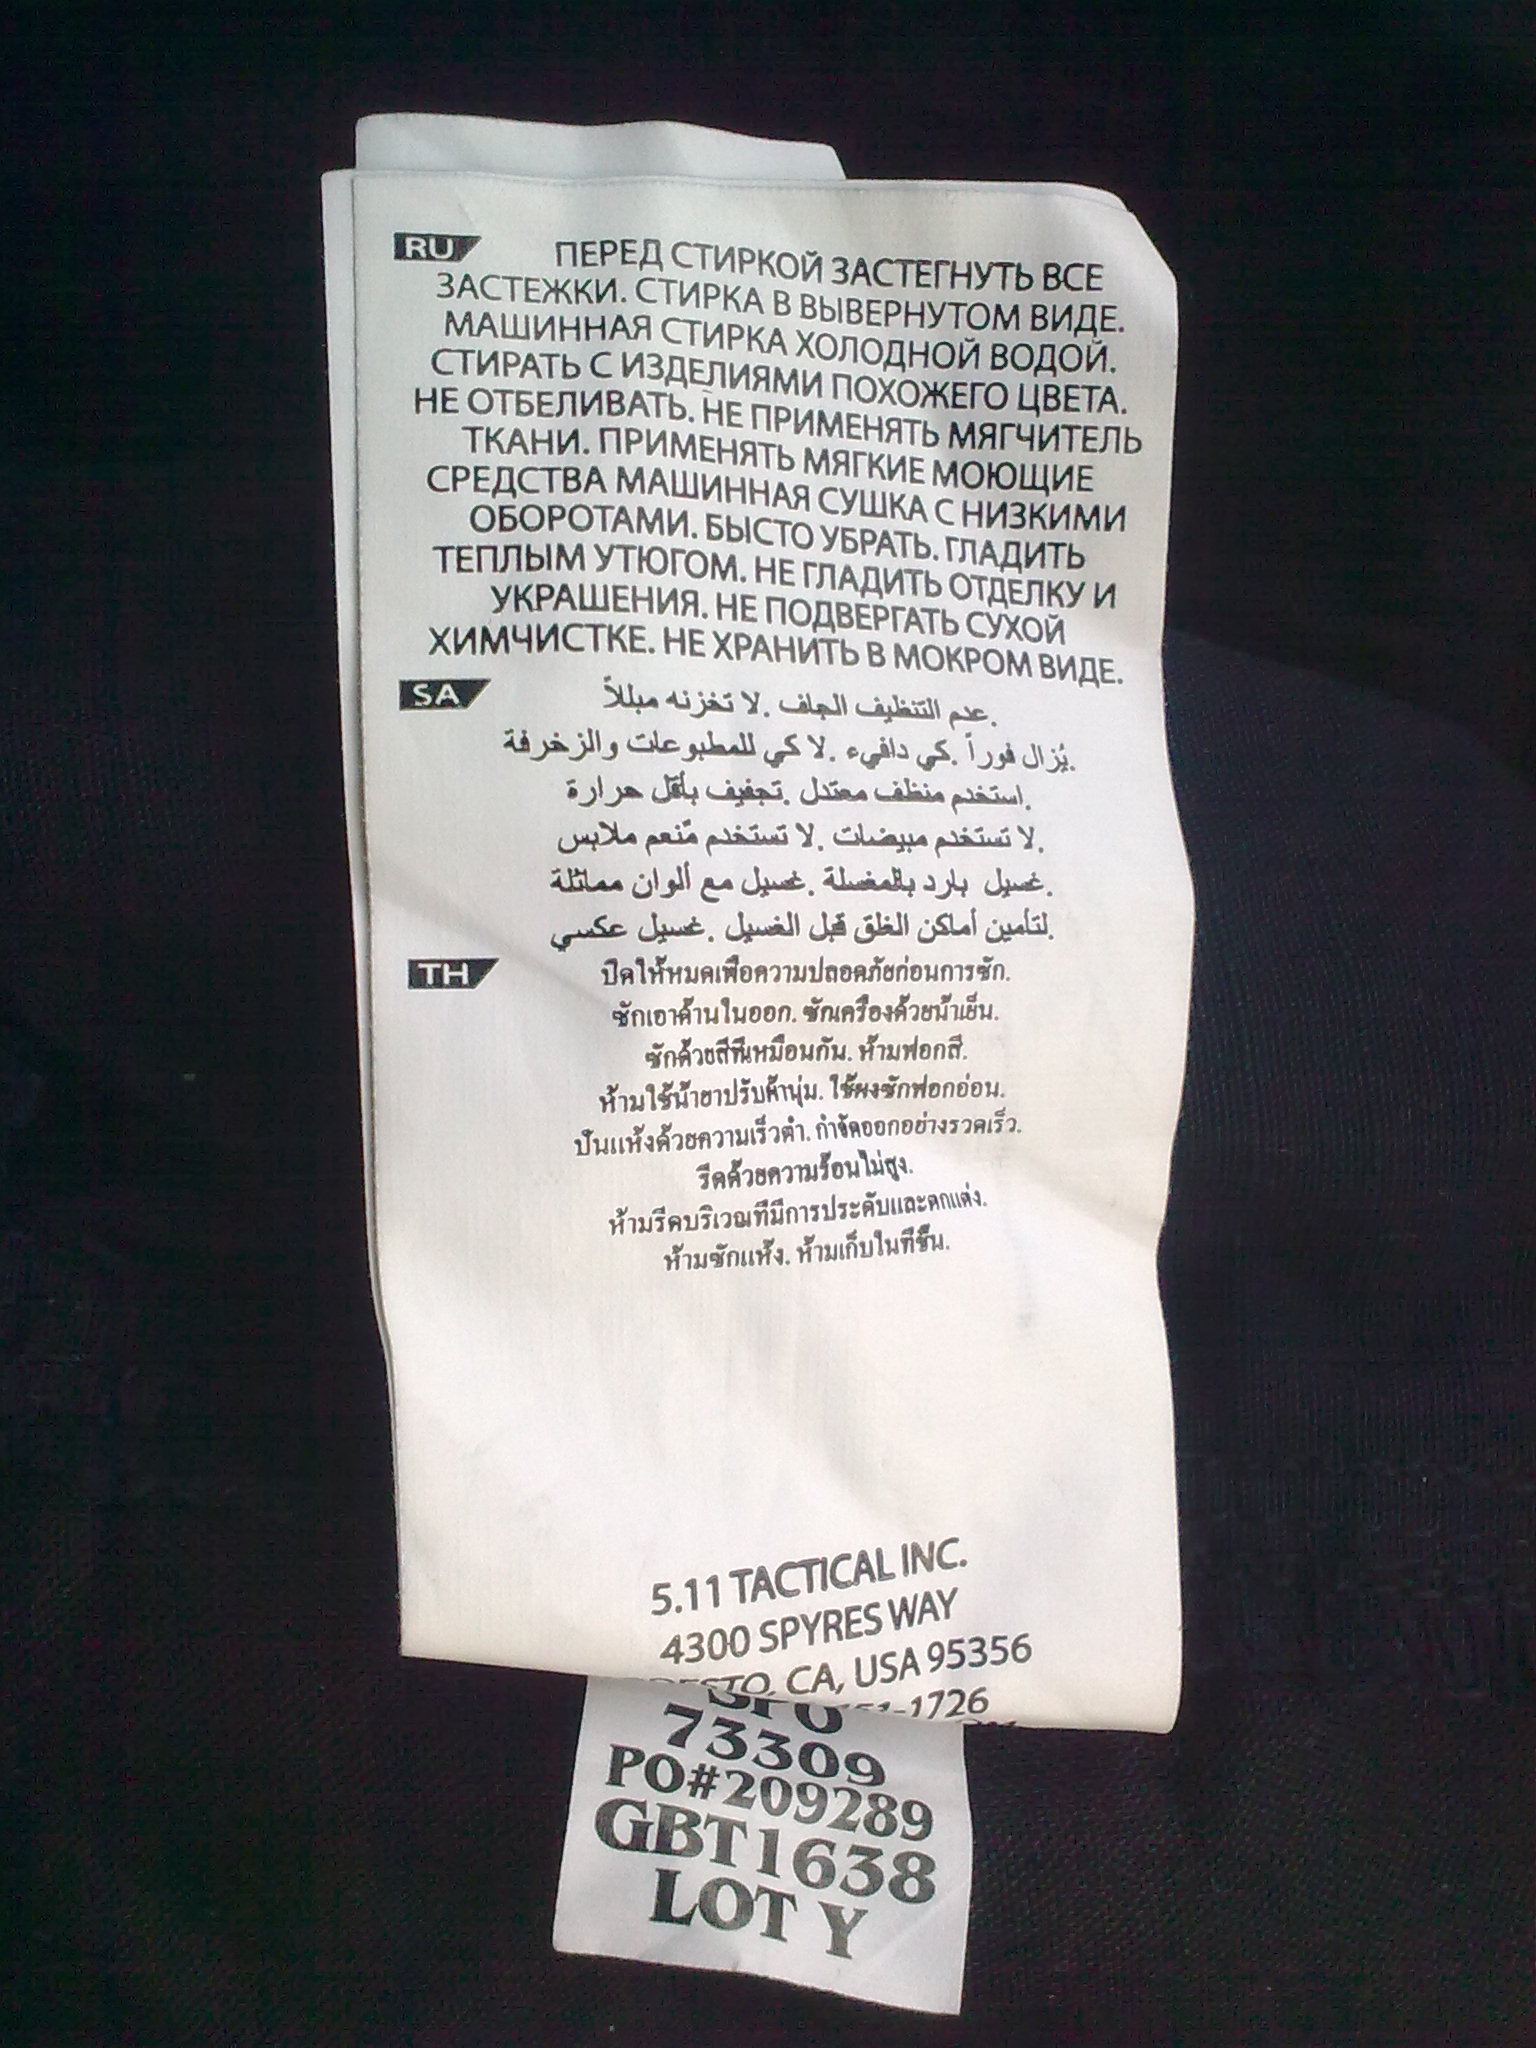 RU
ПЕРЕД СТИРКОЙ ЗАСТЕГНУТЬ ВСЕ
ЗАСТЕЖКИ. СТИРКА В ВЫВЕРНУТОМ ВИДЕ.
МАШИННАЯ СТИРКА ХОЛОДНОЙ ВОДОЙ.
СТИРАТЬ С ИЗДЕЛИЯМИ ПОХОЖЕГО ЦВЕТА.
НЕ ОТБЕЛИВАТЬ. НЕ ПРИМЕНЯТЬ МЯГЧИТЕЛЬ
ТКАНИ. ПРИМЕНЯТЬ МЯГКИЕ МОЮЩИЕ
СРЕДСТВА МАШИННАЯ СУШКА С НИЗКИМИ
ОБОРОТАМИ. БЫСТО УБРАТЬ. ГЛАДИТЬ
ТЕПЛЫМ УТЮГОМ. НЕ ГЛАДИТЬ ОТДЕЛКУ И
УКРАШЕНИЯ. НЕ ПОДВЕРГАТЬ СУХОЙ
ХИМЧИСТКЕ. НЕ ХРАНИТЬ В МОКРОМ ВИДЕ.
SA
.عدم التنظيف الجاف .لا تخزنه مبللاً
.يُزال فوراً .كي دافيء .لا كي للمطبوعات والزخرفة
.استخدم منظف معتدل .تجفيف بأقل حرارة
.لا تستخدم مبيضات .لا تستخدم مّنعم ملابس
.غسيل بارد بالمغسلة .غسيل مع ألوان مماثلة
.لتأمين أماكن الغلق قبل الغسيل .غسيل عكسي
TH
ปิดให้หมดเพื่อความปลอดภัยก่อนการซัก.
ซักเอาด้านในออก. ซักเครื่องด้วยน้ำเย็น.
ซักด้วยสีที่เหมือนกัน. ห้ามฟอกสี.
ห้ามใช้น้ำยาปรับผ้านุ่ม. ใช้ผงซักฟอกอ่อน.
ปั่นแห้งด้วยความเร็วต่ำ. กำจัดออกอย่างรวดเร็ว.
รีดด้วยความร้อนไม่สูง.
ห้ามรีดบริเวณที่มีการประดับและตกแต่ง.
ห้ามซักแห้ง. ห้ามเก็บในที่ชื้น.
5.11 TACTICAL INC.
4300 SPYRES WAY
CA, USA 95356
-1726
73309
PO#209289
GBT1638
LOT Y